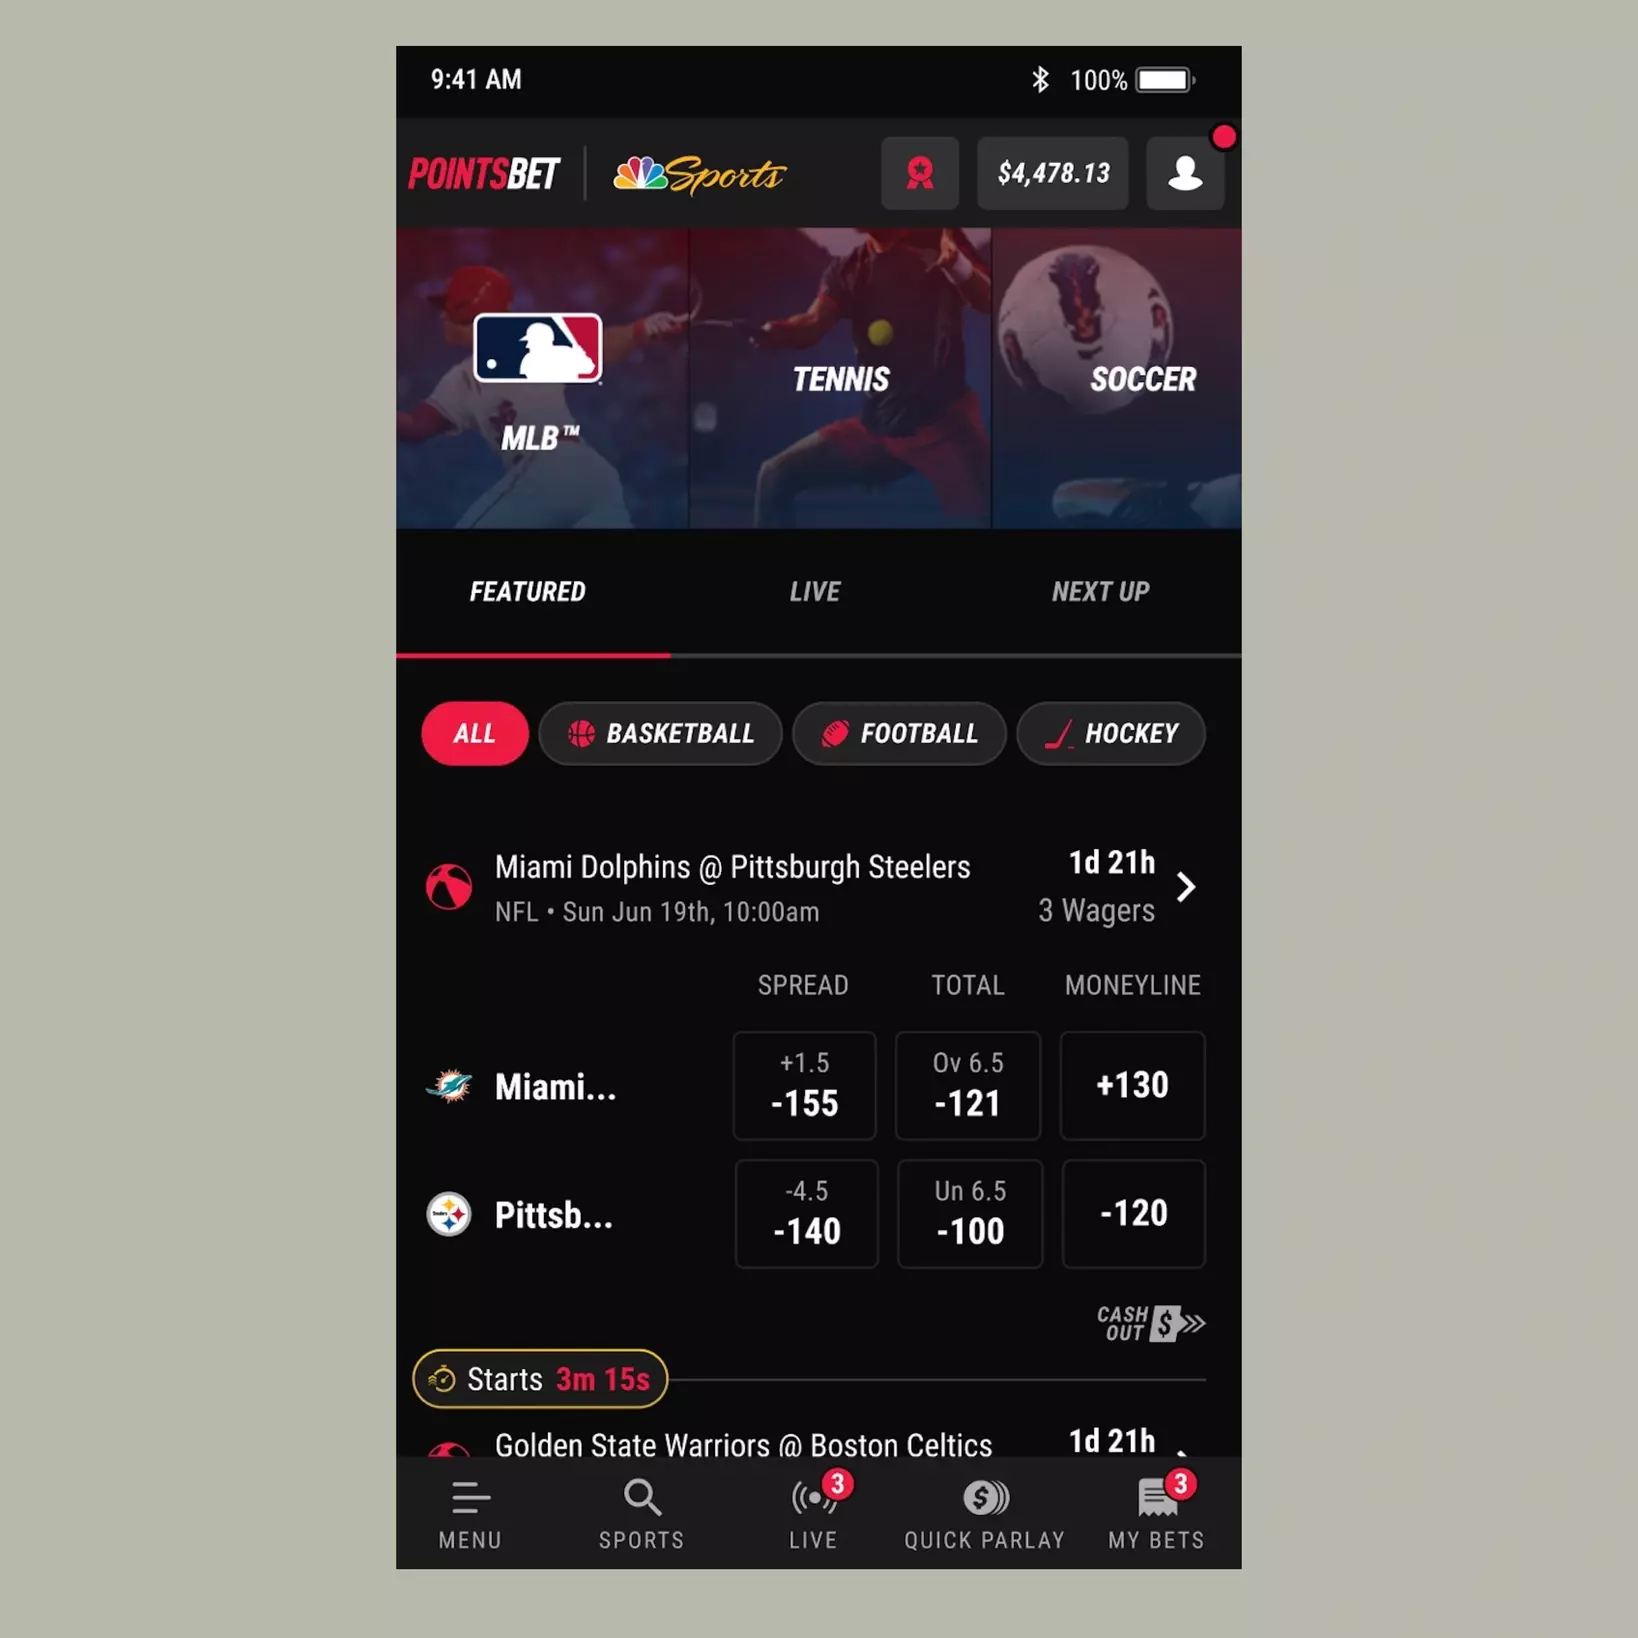 9:41 AM
100%
POINTSBET
Sports
$4,478.13
MLB™
TENNIS
SOCCER
FEATURED
LIVE
NEXT UP
ALL
BASKETBALL
FOOTBALL
HOCKEY
Miami Dolphins @ Pittsburgh Steelers
1d 21h
NFL • Sun Jun 19th, 10:00am
3 Wagers
SPREAD
TOTAL
MONEYLINE
Miami...
+1.5
-155
Ov 6.5
-121
+130
Steelers
Pittsb...
-4.5
-140
Un 6.5
-100
-120
CASH
OUT $
Starts 3m 15s
Golden State Warriors @ Boston Celtics
1d 21h
MENU
SPORTS
3
LIVE
$
QUICK PARLAY
3
MY BETS